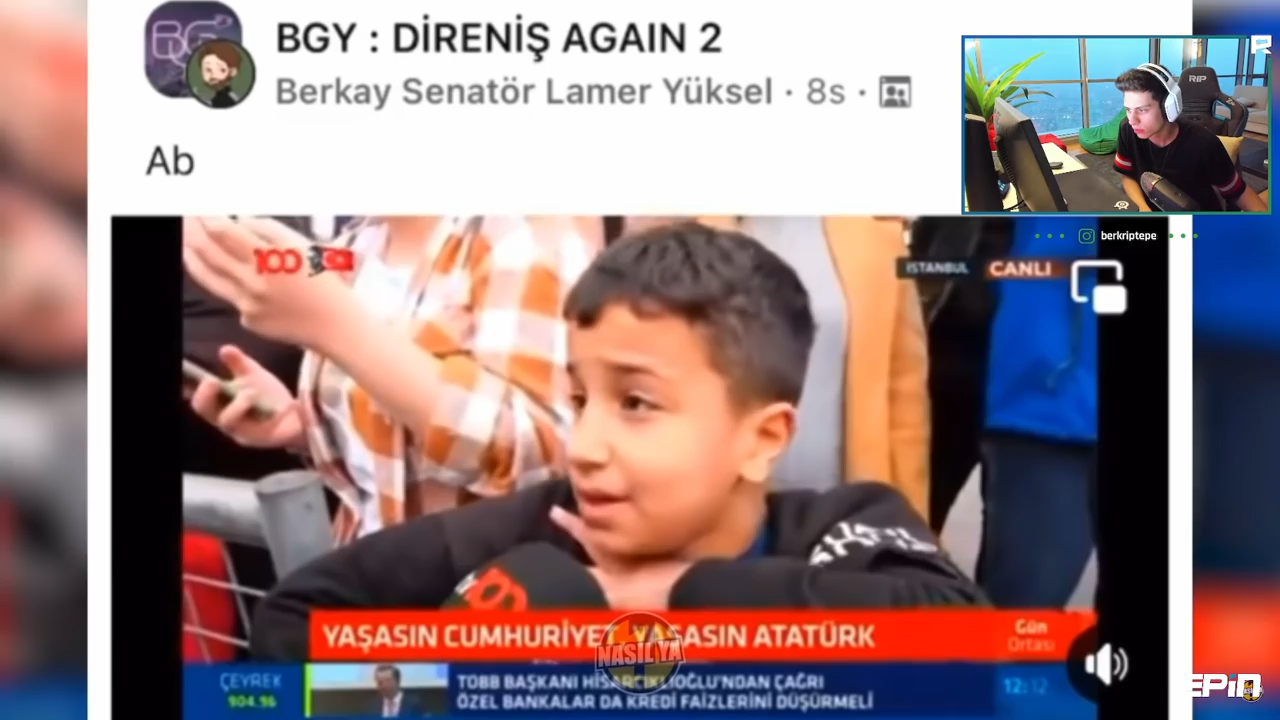 BGY : DİRENİŞ AGAIN 2
Berkay Senatör Lamer Yüksel · 8s ·
Ab
RIP
berkriptepe
100
İSTANBUL CANLI
YAŞASIN CUMHURİYET YAŞASIN ATATÜRK
Gün
Ortası
NASIL YA
ÇEYREK
904.96
TOBB BAŞKANI HİSARCIKLIOĞLU'NDAN ÇAĞRI
ÖZEL BANKALAR DA KREDİ FAİZLERİNİ DÜŞÜRMELİ
12:12
EPİN